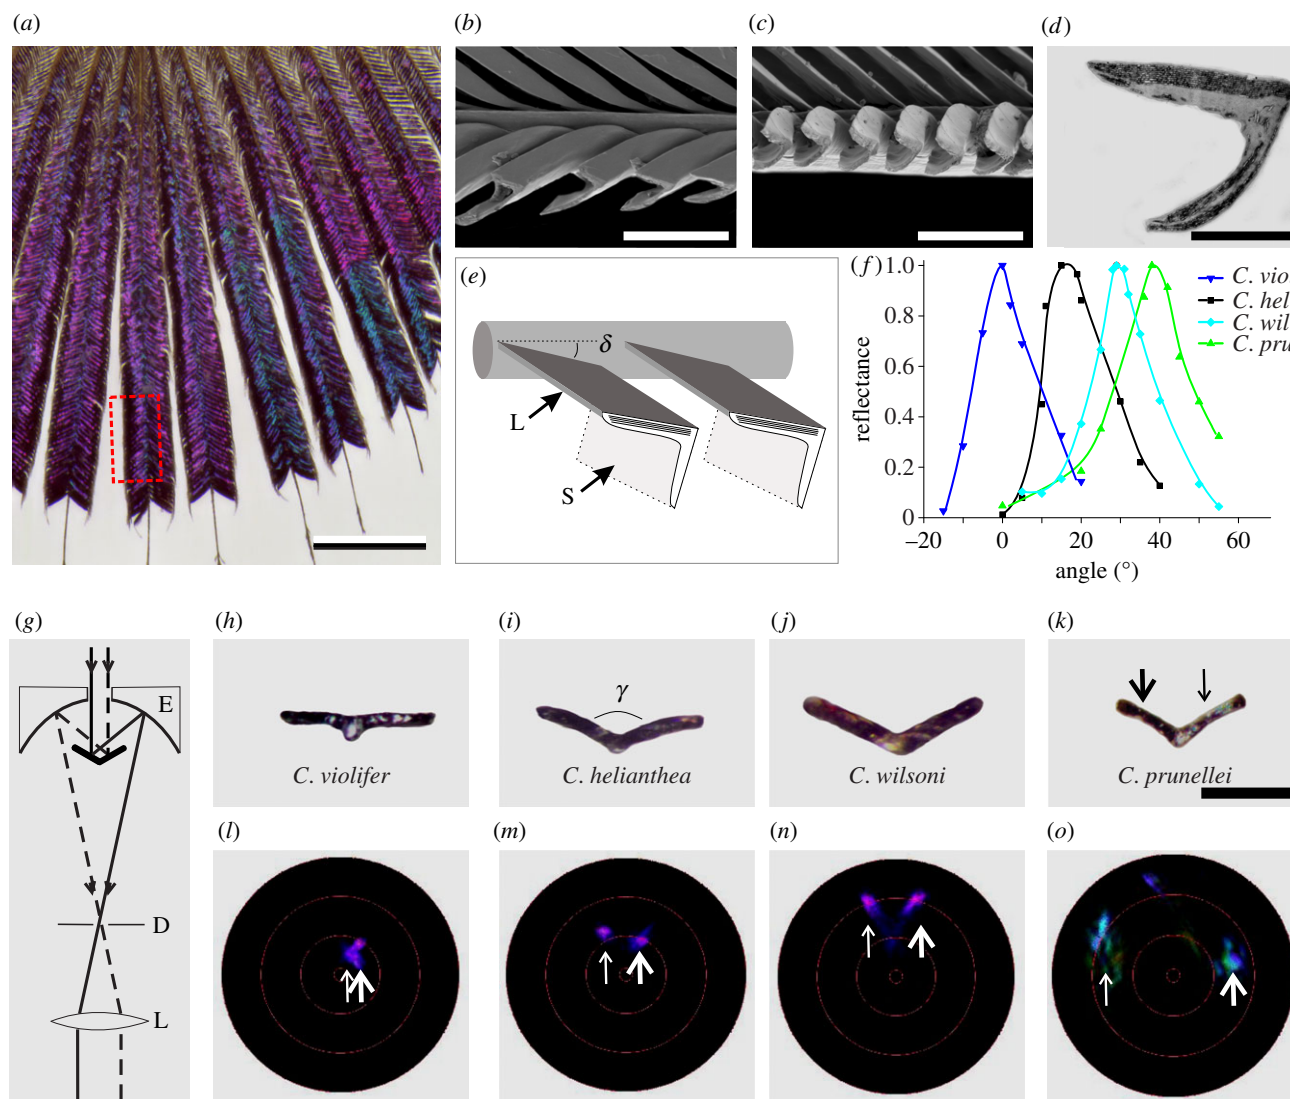 (a)
(b)
(c)
(d)
(e)
δ
L
S
(f)
1.0
0.8
0.6
0.4
0.2
0
reflectance
–20
0
20
40
60
angle (°)
C. vio
C. hel
C. wil
C. pru
(g)
E
D
L
(h)
C. violifer
(i)
γ
C. helianthea
(j)
C. wilsoni
(k)
C. prunellei
(l)
(m)
(n)
(o)